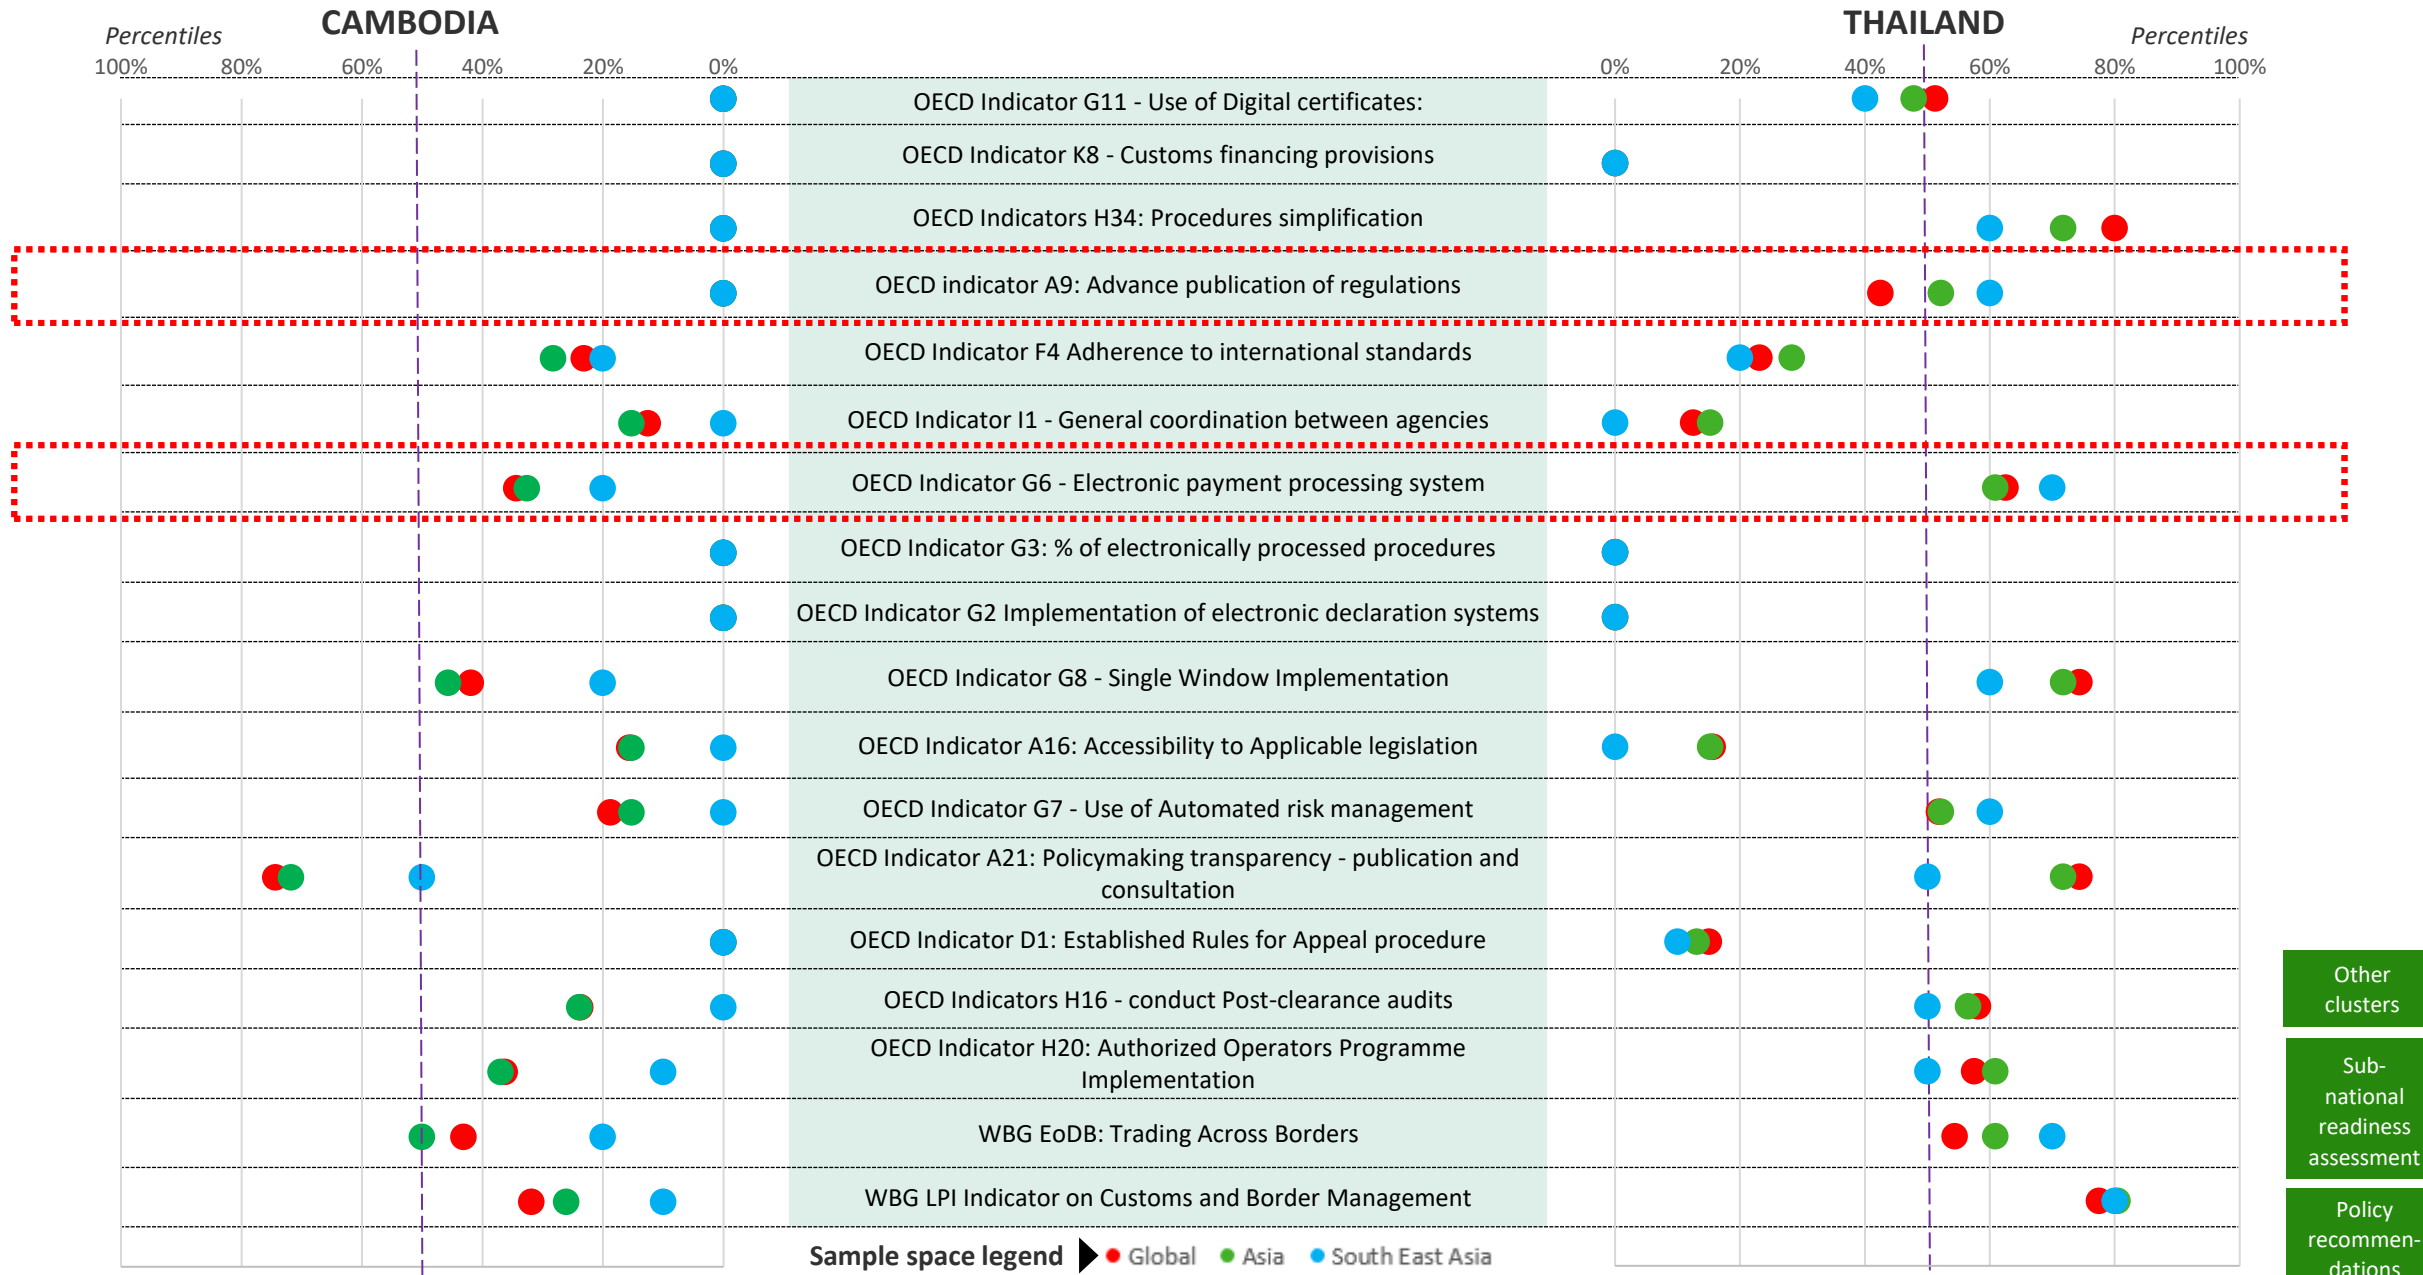 CAMBODIA
THAILAND
Percentiles
Percentiles
100% 80% 60% 40% 20% 0%
0% 20% 40% 60% 80% 100%
OECD Indicator G11 - Use of Digital certificates:
OECD Indicator K8 - Customs financing provisions
OECD Indicators H34: Procedures simplification
OECD indicator A9: Advance publication of regulations
OECD Indicator F4 Adherence to international standards
OECD Indicator I1 - General coordination between agencies
OECD Indicator G6 - Electronic payment processing system
OECD Indicator G3: % of electronically processed procedures
OECD Indicator G2 Implementation of electronic declaration systems
OECD Indicator G8 - Single Window Implementation
OECD Indicator A16: Accessibility to Applicable legislation
OECD Indicator G7 - Use of Automated risk management
OECD Indicator A21: Policymaking transparency - publication and
consultation
OECD Indicator D1: Established Rules for Appeal procedure
OECD Indicators H16 - conduct Post-clearance audits
OECD Indicator H20: Authorized Operators Programme
Implementation
WBG EoDB: Trading Across Borders
WBG LPI Indicator on Customs and Border Management
Sample space legend Global Asia South East Asia
Other
clusters
Sub-
national
readiness
assessment
Policy
recommen-
dations